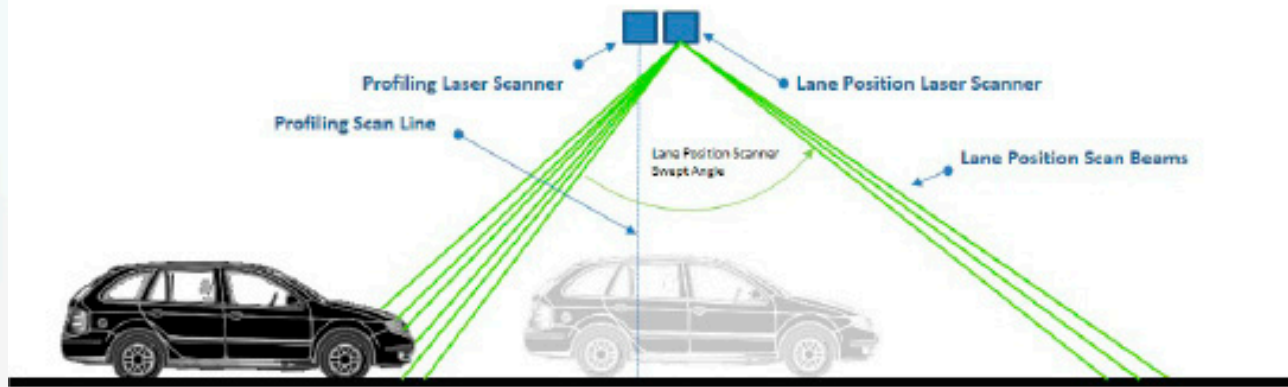 Profiling Laser Scanner
Lane Position Laser Scanner
Profiling Scan Line
Lane Position Scanner
Swept Angle
Lane Position Scan Beams